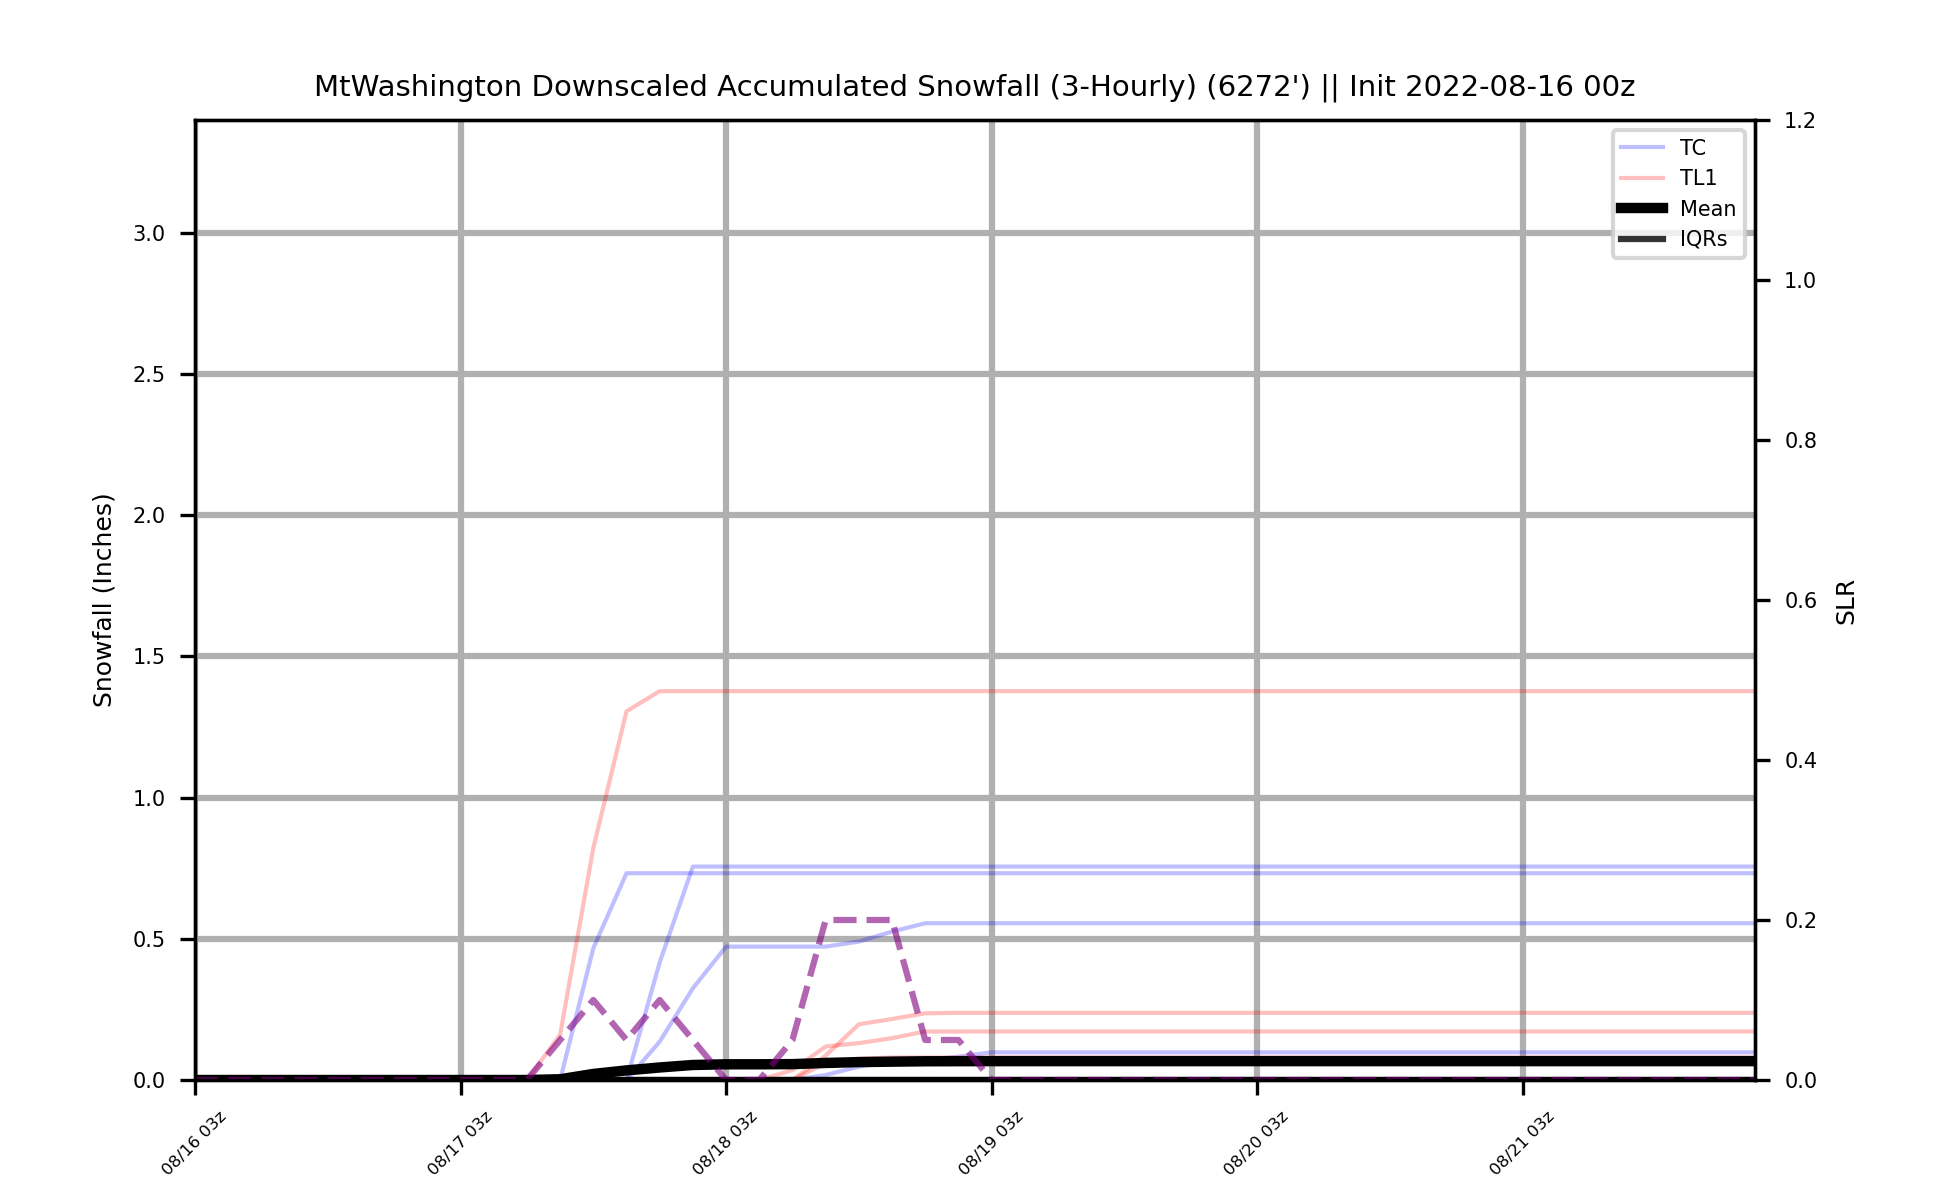 MtWashington Downscaled Accumulated Snowfall (3-Hourly) (6272') || Init 2022-08-16 00z
TC
TL1
Mean
IQRs
Snowfall (Inches)
3.0
2.5
2.0
1.5
1.0
0.5
0.0
1.2
1.0
0.8
0.6
0.4
0.2
0.0
SLR
08/16 03z
08/17 03z
08/18 03z
08/19 03z
08/20 03z
08/21 03z